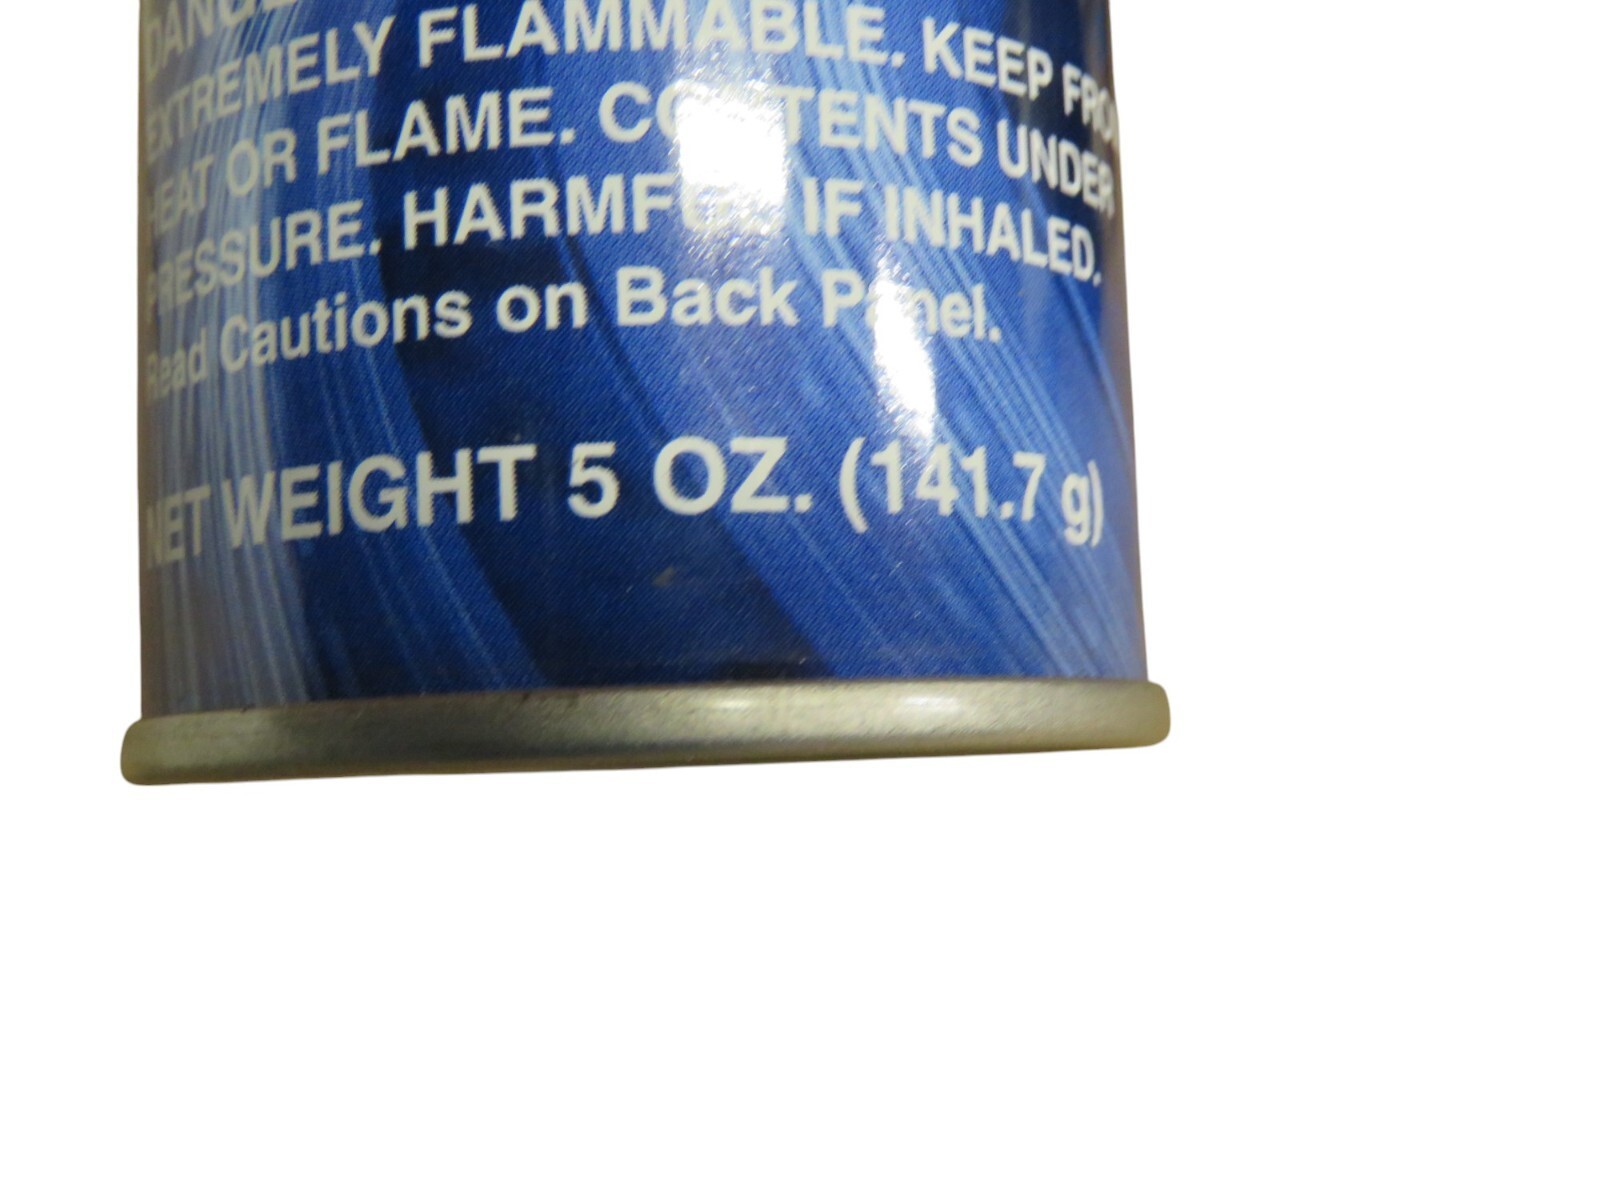 EXTREMELY FLAMMABLE. KEEP
HEAT OR FLAME. CONTENTS UNDER
PRESSURE. HARMFUL IF INHALED.
Read Cautions on Back Panel.
NET WEIGHT 5 OZ. (141.7 g)